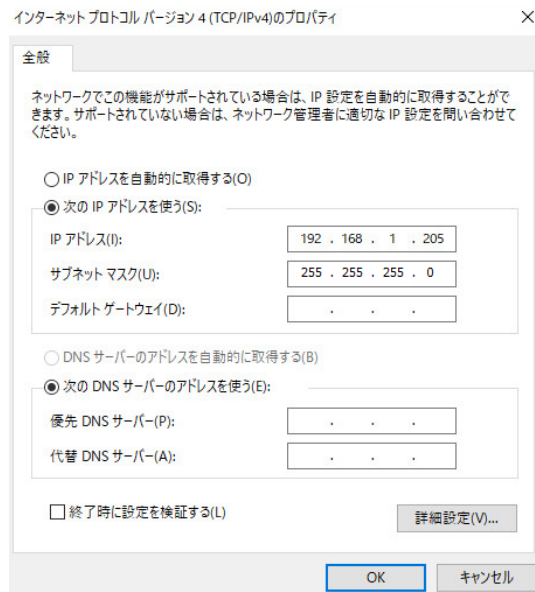 インターネット プロトコル バージョン 4 (TCP/IPv4)のプロパティ
全般
ネットワークでこの機能がサポートされている場合は、IP 設定を自動的に取得することがで
きます。サポートされていない場合は、ネットワーク管理者に適切な IP 設定を問い合わせて
ください。
IP アドレスを自動的に取得する(O)
次の IP アドレスを使う(S):
IP アドレス(I): 192 . 168 . 1 . 205
サブネット マスク(U): 255 . 255 . 255 . 0
デフォルト ゲートウェイ(D): . . .
DNS サーバーのアドレスを自動的に取得する(B)
次の DNS サーバーのアドレスを使う(E):
優先 DNS サーバー(P): . . .
代替 DNS サーバー(A): . . .
終了時に設定を検証する(L)
詳細設定(V)...
OK キャンセル